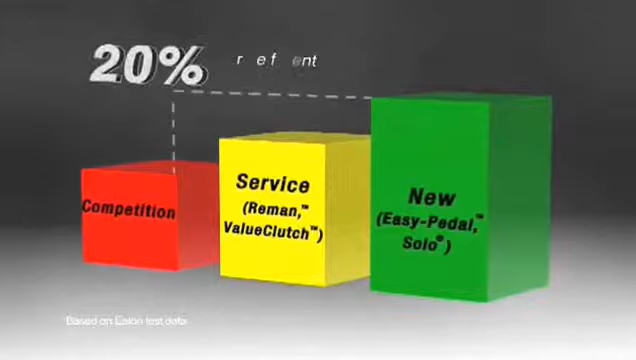 20%
Competition
Service
(Reman,™
ValueClutch™)
New
(Easy-Pedal,™
Solo®)
Based on Eaton test data